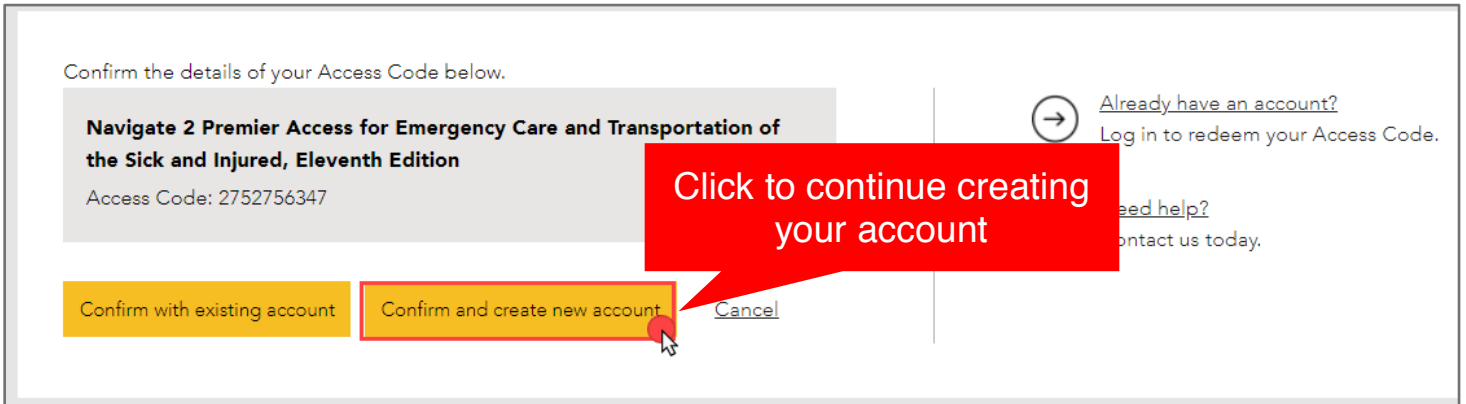 Confirm the details of your Access Code below.
Navigate 2 Premier Access for Emergency Care and Transportation of
the Sick and Injured, Eleventh Edition
Access Code: 2752756347
Confirm with existing account
Confirm and create new account
Cancel
Click to continue creating
your account
Already have an account?
Log in to redeem your Access Code.
help?
us today.